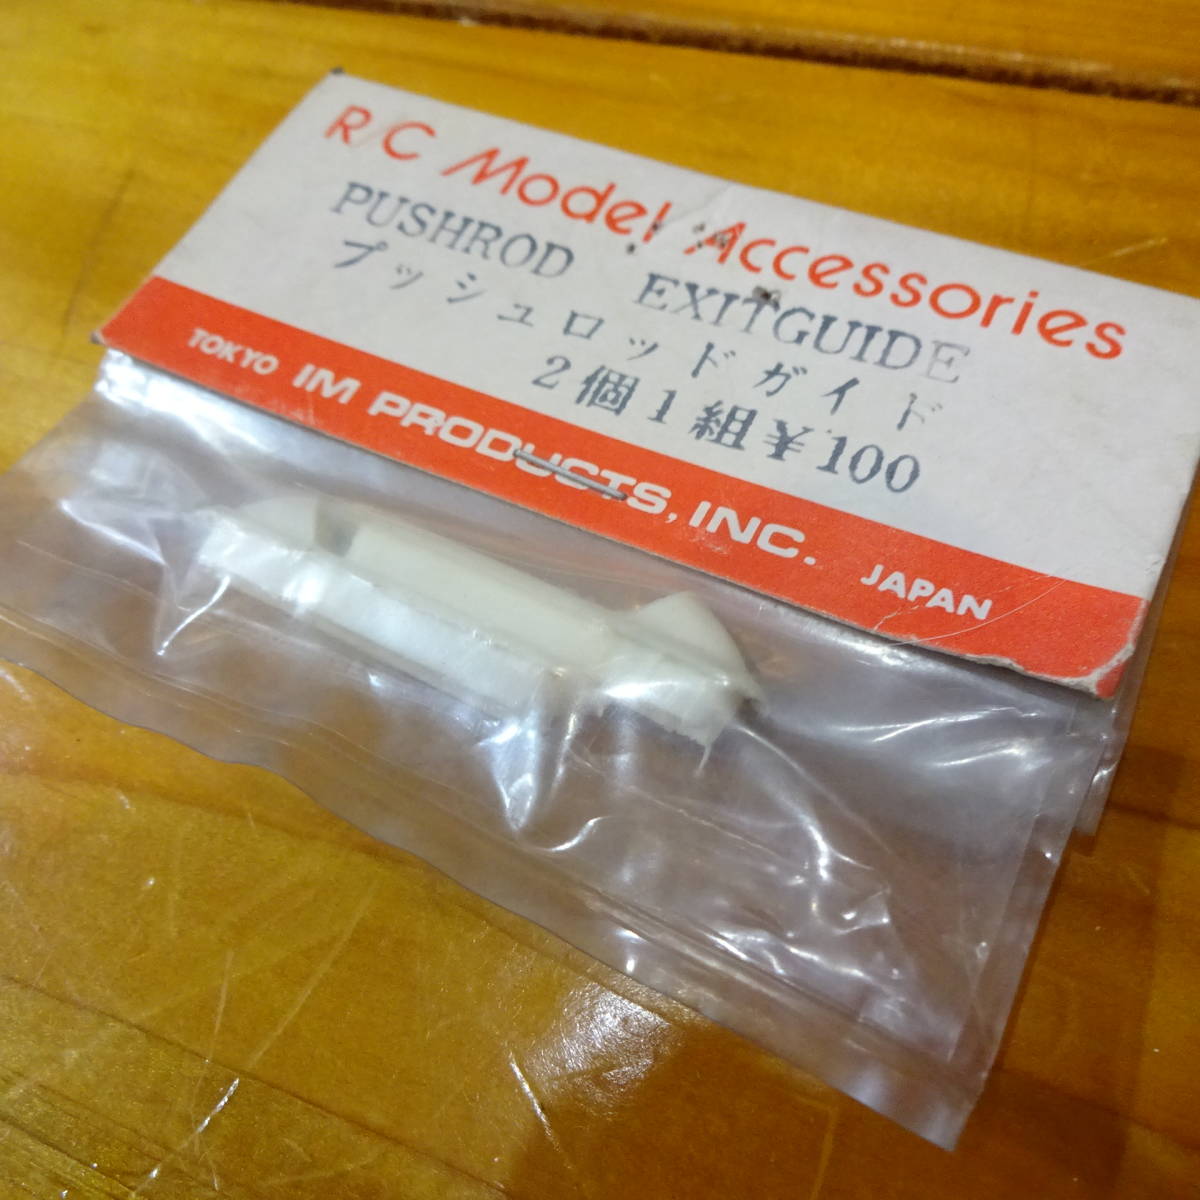 R/C Model Accessories
PUSHROD EXITGUIDE
プッシュロッドガイド
2個1組¥100
TOKYO IM PRODUCTS, INC. JAPAN